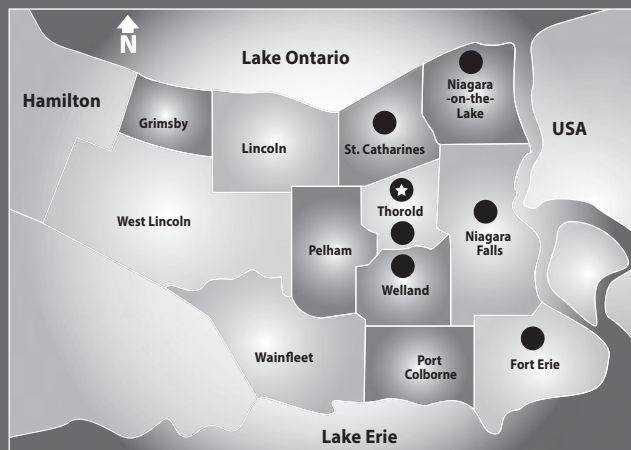 N
Lake Ontario
Hamilton
Niagara
-on-the-
Lake
Grimsby
USA
Lincoln
St. Catharines
West Lincoln
Thorold
Pelham
Niagara
Falls
Welland
Wainfleet
Port
Colborne
Fort Erie
Lake Erie